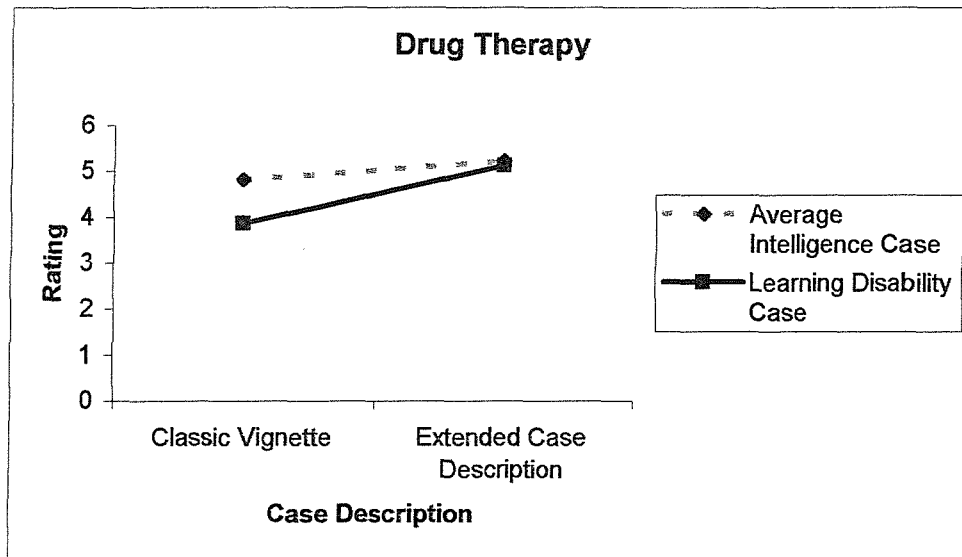 Drug Therapy
6
5
4
3
2
1
0
Rating
Classic Vignette
Extended Case
Description
Case Description
Average
Intelligence Case
Learning Disability
Case